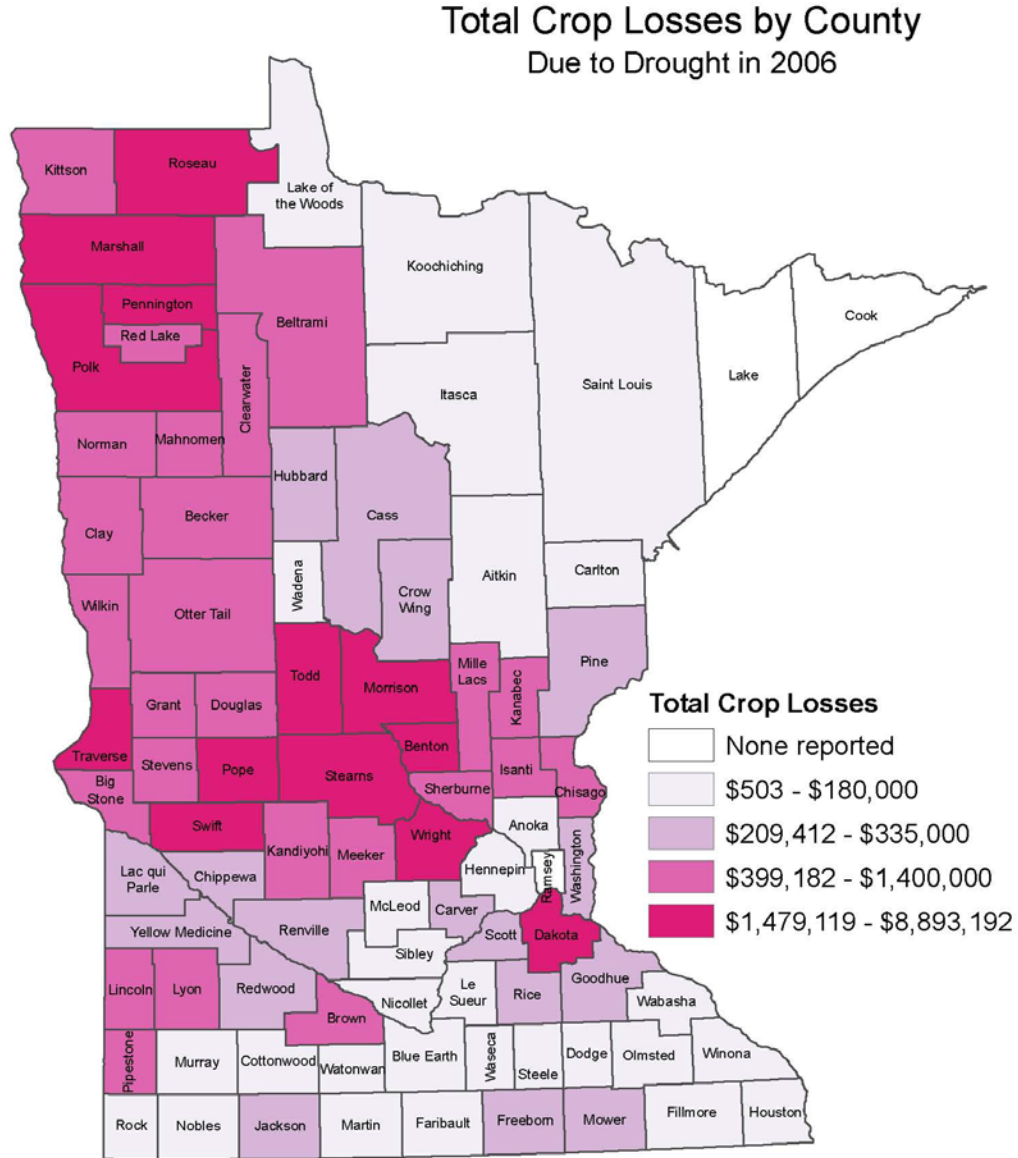 Total Crop Losses by County
Due to Drought in 2006
Kittson
Roseau
Lake of
the Woods
Marshall
Koochiching
Pennington
Beltrami
Red Lake
Cook
Polk
Lake
Saint Louis
Itasca
Clearwater
Norman
Mahnomen
Hubbard
Cass
Becker
Clay
Wadena
Aitkin
Carlton
Crow
Wing
Wilkin
Otter Tail
Pine
Mille
Lacs
Todd
Morrison
Kanabec
Grant
Douglas
Total Crop Losses
None reported
$503 - $180,000
$209,412 - $335,000
$399,182 - $1,400,000
$1,479,119 - $8,893,192
Benton
Traverse
Stevens
Pope
Stearns
Isanti
Big
Stone
Sherburne
Chisago
Swift
Anoka
Wright
Kandiyohi
Meeker
Hennepin
Ramsey
Washington
Lac qui
Parle
Chippewa
McLeod
Carver
Yellow Medicine
Renville
Scott
Dakota
Sibley
Goodhue
Lincoln
Lyon
Redwood
Le
Sueur
Rice
Nicollet
Wabasha
Brown
Pipestone
Murray
Cottonwood
Watonwan
Blue Earth
Waseca
Steele
Dodge
Olmsted
Winona
Rock
Nobles
Jackson
Martin
Faribault
Freeborn
Mower
Fillmore
Houston